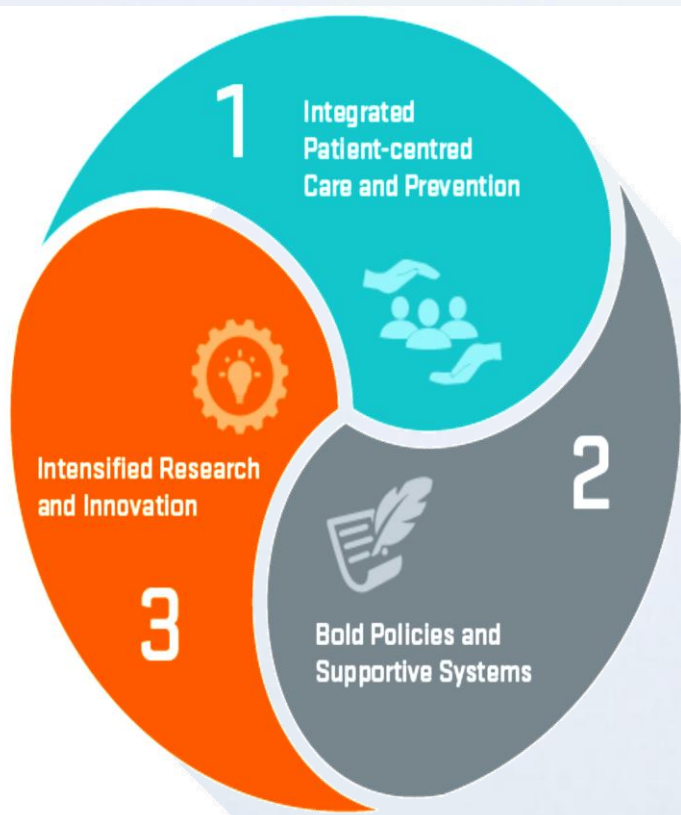 1
Integrated
Patient-centred
Care and Prevention
2
Bold Policies and
Supportive Systems
Intensified Research
and Innovation
3